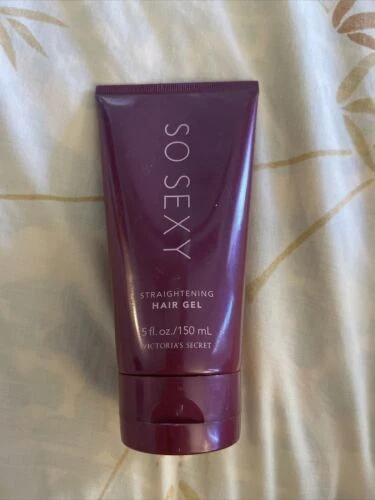 SO SEXY
STRAIGHTENING
HAIR GEL
5 fl. oz./150 mL
VICTORIA'S SECRET